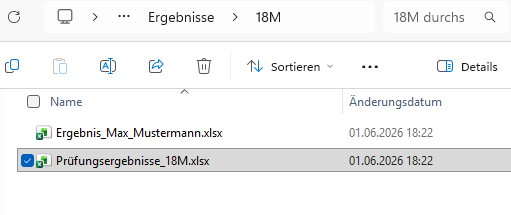 Ergebnisse > 18M > 18M durchs
Sortieren Details
Name Änderungsdatum
Ergebnis_Max_Mustermann.xlsx 01.06.2026 18:22
Prüfungsergebnisse_18M.xlsx 01.06.2026 18:22